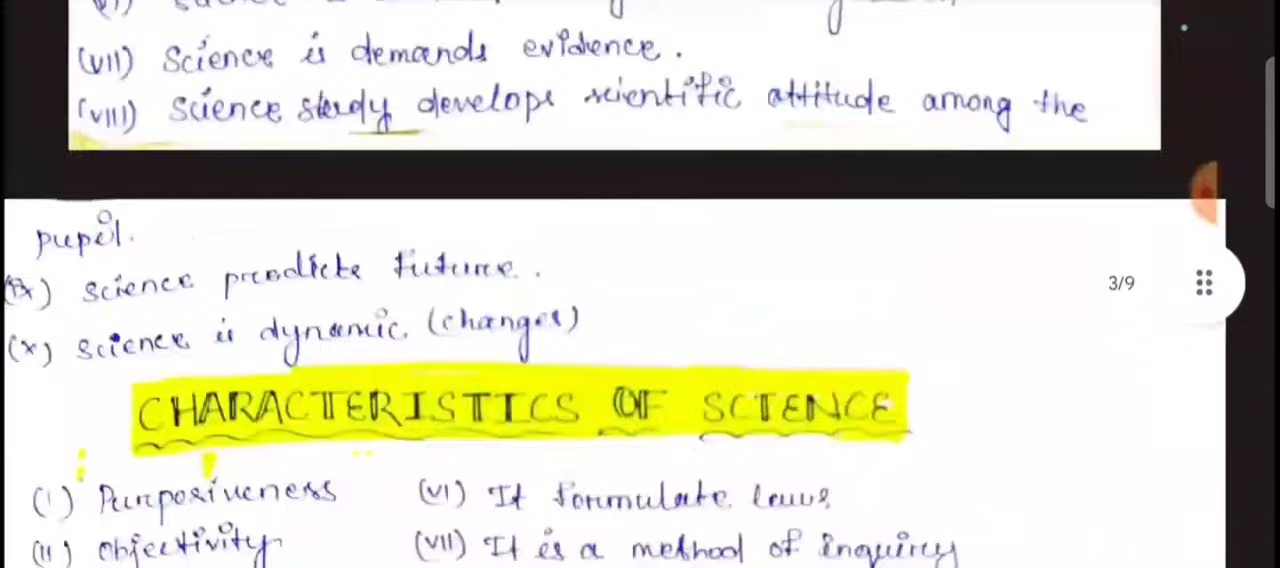 (VII) Science is demands evidence.
(VIII) Science study develops scientific attitude among the
pupil.
(IX) Science predicts future.
(X) Science is dynamic. (changes)
3/9
CHARACTERISTICS OF SCIENCE
(I) Purposiveness (VI) It formulate laws
(II) Objectivity (VII) It is a method of inquiry